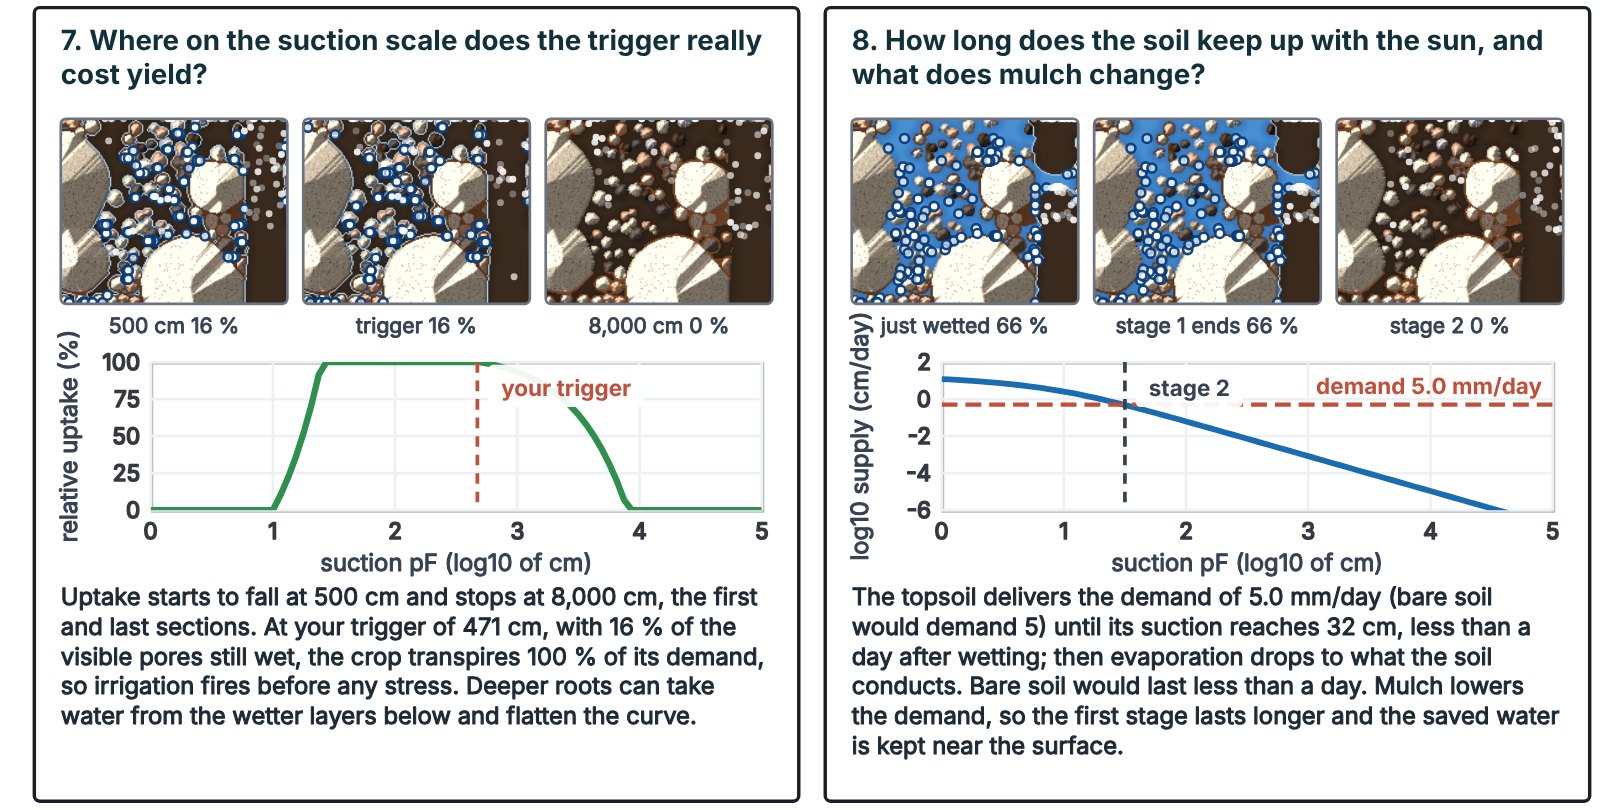 7. Where on the suction scale does the trigger really
cost yield?
500 cm 16 %
trigger 16 %
8,000 cm 0 %
relative uptake (%)
100
75
50
25
0
your trigger
0
1
2
3
4
5
suction pF (log10 of cm)
Uptake starts to fall at 500 cm and stops at 8,000 cm, the first
and last sections. At your trigger of 471 cm, with 16 % of the
visible pores still wet, the crop transpires 100 % of its demand,
so irrigation fires before any stress. Deeper roots can take
water from the wetter layers below and flatten the curve.
8. How long does the soil keep up with the sun, and
what does mulch change?
just wetted 66 %
stage 1 ends 66 %
stage 2 0 %
log10 supply (cm/day)
2
0
-2
-4
-6
stage 2
demand 5.0 mm/day
0
1
2
3
4
5
suction pF (log10 of cm)
The topsoil delivers the demand of 5.0 mm/day (bare soil
would demand 5) until its suction reaches 32 cm, less than a
day after wetting; then evaporation drops to what the soil
conducts. Bare soil would last less than a day. Mulch lowers
the demand, so the first stage lasts longer and the saved water
is kept near the surface.